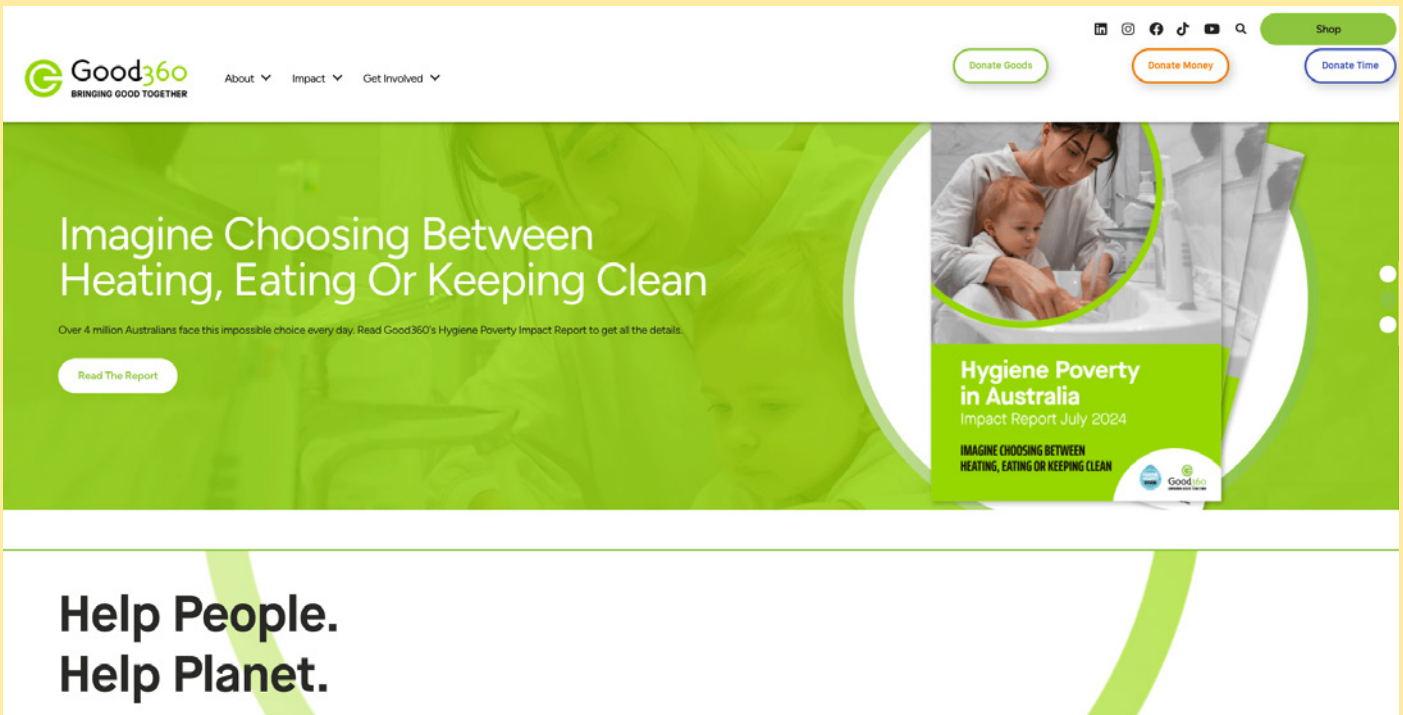 Shop
Good360
BRINGING GOOD TOGETHER
About
Impact
Get Involved
Donate Goods
Donate Money
Donate Time
Imagine Choosing Between
Heating, Eating Or Keeping Clean
Over 4 million Australians face this impossible choice every day. Read Good360's Hygiene Poverty Impact Report to get all the details.
Read The Report
Hygiene Poverty
in Australia
Impact Report July 2024
IMAGINE CHOOSING BETWEEN
HEATING, EATING OR KEEPING CLEAN
Good360
Help People.
Help Planet.